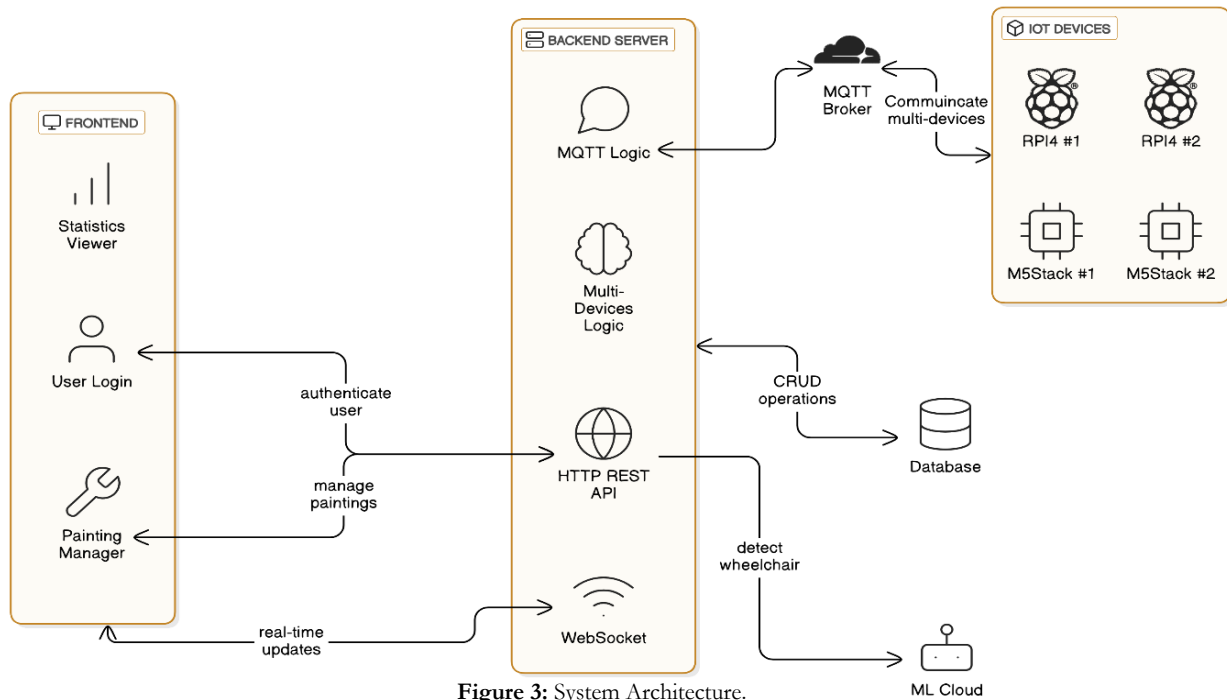 FRONTEND
Statistics
Viewer
User Login
Painting
Manager
authenticate
user
manage
paintings
real-time
updates
BACKEND SERVER
MQTT Logic
Multi-
Devices
Logic
HTTP REST
API
WebSocket
MQTT
Broker
Commuincate
multi-devices
IOT DEVICES
RPI4 #1
RPI4 #2
M5Stack #1
M5Stack #2
CRUD
operations
Database
detect
wheelchair
ML Cloud
Figure 3: System Architecture.